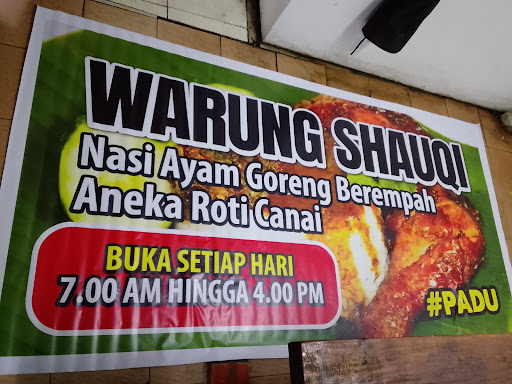 WARUNG SHAUQI
Nasi Ayam Goreng Berempah
Aneka Roti Canai
BUKA SETIAP HARI
7.00 AM HINGGA 4.00 PM
#PADU